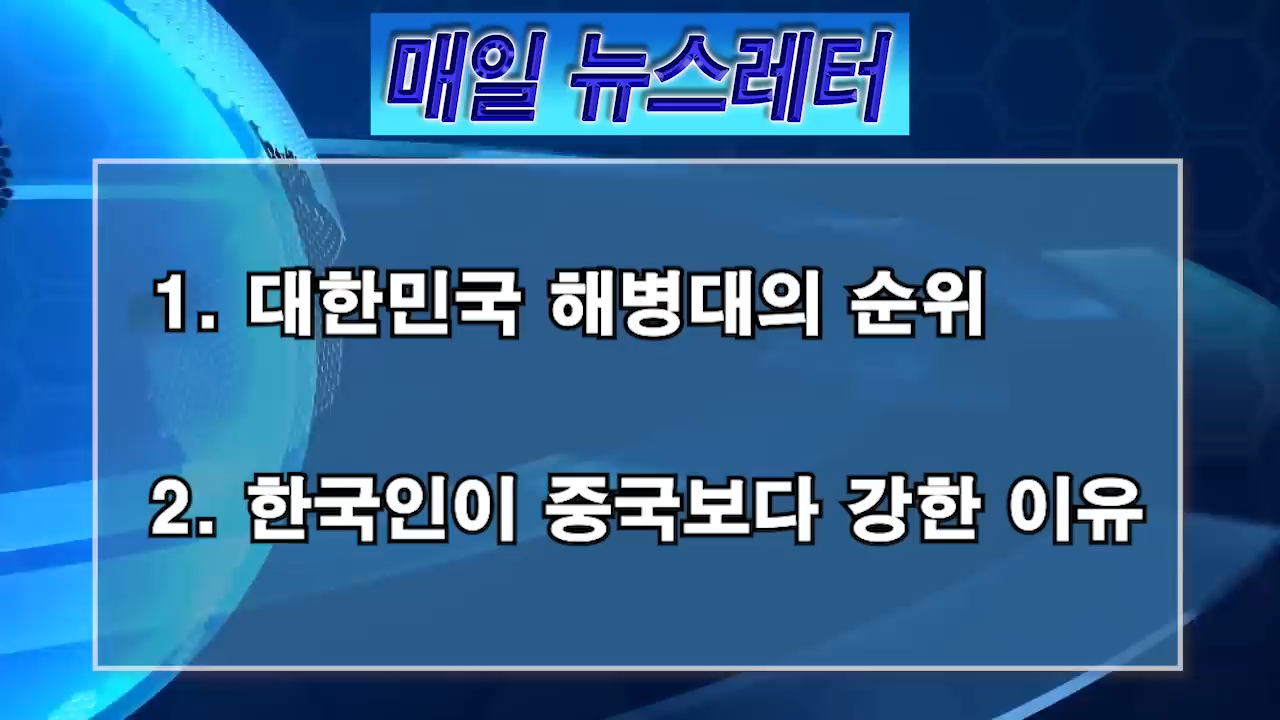 매일 뉴스레터
1. 대한민국 해병대의 순위
2. 한국인이 중국보다 강한 이유